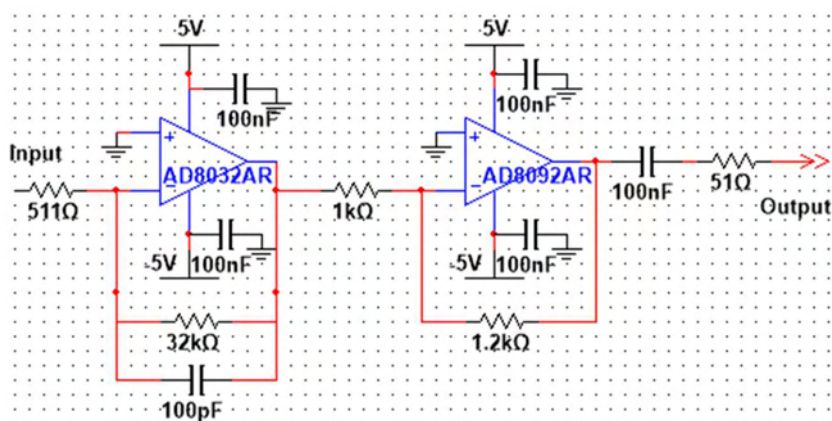 5V
5V
100nF
100nF
+
+
Input
AD8032AR
AD8092AR
-
-
511Ω
1kΩ
100nF
51Ω
Output
-5V
100nF
-5V
100nF
32kΩ
1.2kΩ
100pF